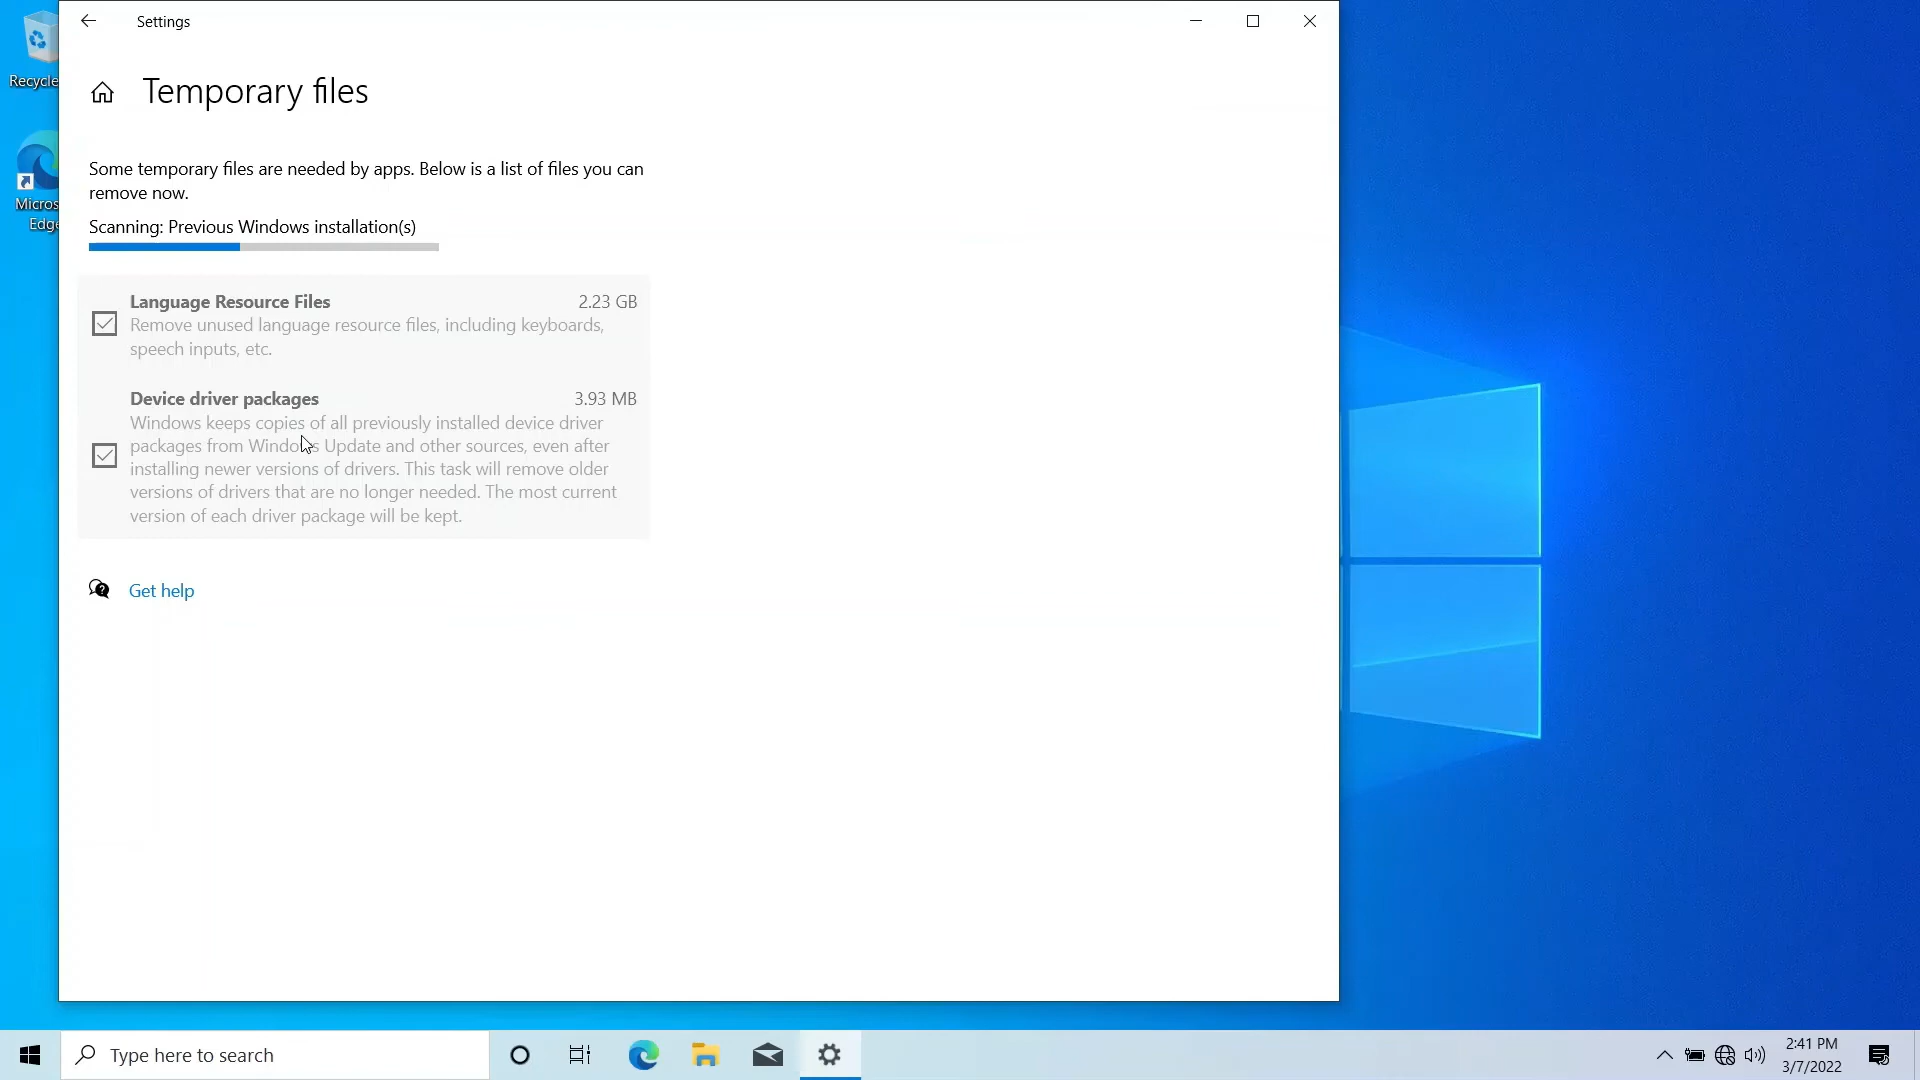 Settings
Recycle
Temporary files
Some temporary files are needed by apps. Below is a list of files you can
remove now.
Micros
Edge
Scanning: Previous Windows installation(s)
Language Resource Files 2.23 GB
Remove unused language resource files, including keyboards,
speech inputs, etc.
Device driver packages 3.93 MB
Windows keeps copies of all previously installed device driver
packages from Windows Update and other sources, even after
installing newer versions of drivers. This task will remove older
versions of drivers that are no longer needed. The most current
version of each driver package will be kept.
Get help
Type here to search
2:41 PM
3/7/2022